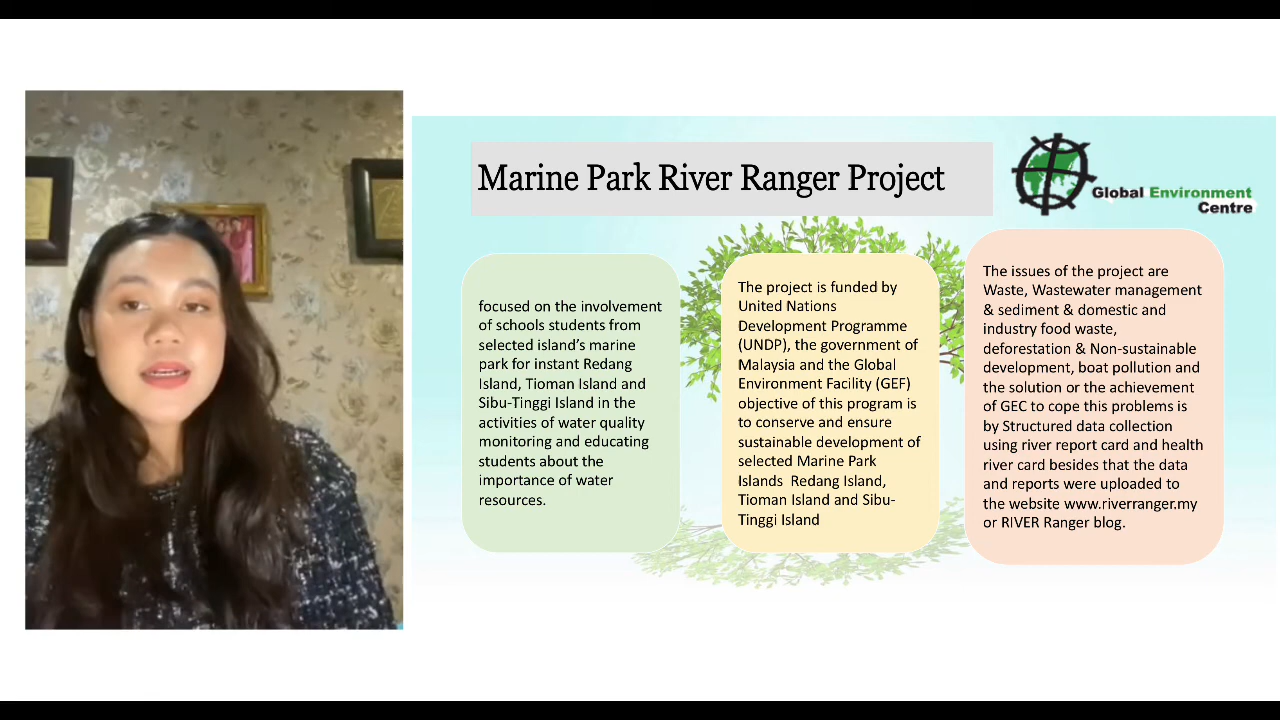 Marine Park River Ranger Project
Global Environment
Centre
focused on the involvement
of schools students from
selected island's marine
park for instant Redang
Island, Tioman Island and
Sibu-Tinggi Island in the
activities of water quality
monitoring and educating
students about the
importance of water
resources.
The project is funded by
United Nations
Development Programme
(UNDP), the government of
Malaysia and the Global
Environment Facility (GEF)
objective of this program is
to conserve and ensure
sustainable development of
selected Marine Park
Islands  Redang Island,
Tioman Island and Sibu-
Tinggi Island
The issues of the project are
Waste, Wastewater management
& sediment & domestic and
industry food waste,
deforestation & Non-sustainable
development, boat pollution and
the solution or the achievement
of GEC to cope this problems is
by Structured data collection
using river report card and health
river card besides that the data
and reports were uploaded to
the website www.riverranger.my
or RIVER Ranger blog.